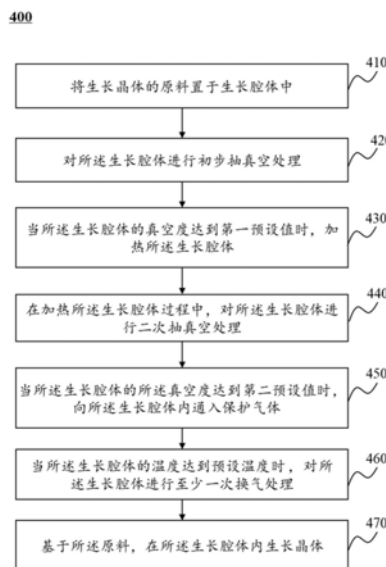 400
410
将生长晶体的原料置于生长腔体中
420
对所述生长腔体进行初步抽真空处理
430
当所述生长腔体的真空度达到第一预设值时，加
热所述生长腔体
440
在加热所述生长腔体过程中，对所述生长腔体进
行二次抽真空处理
450
当所述生长腔体的所述真空度达到第二预设值时，
向所述生长腔体内通入保护气体
460
当所述生长腔体的温度达到预设温度时，对所
述生长腔体进行至少一次换气处理
470
基于所述原料，在所述生长腔体内生长晶体